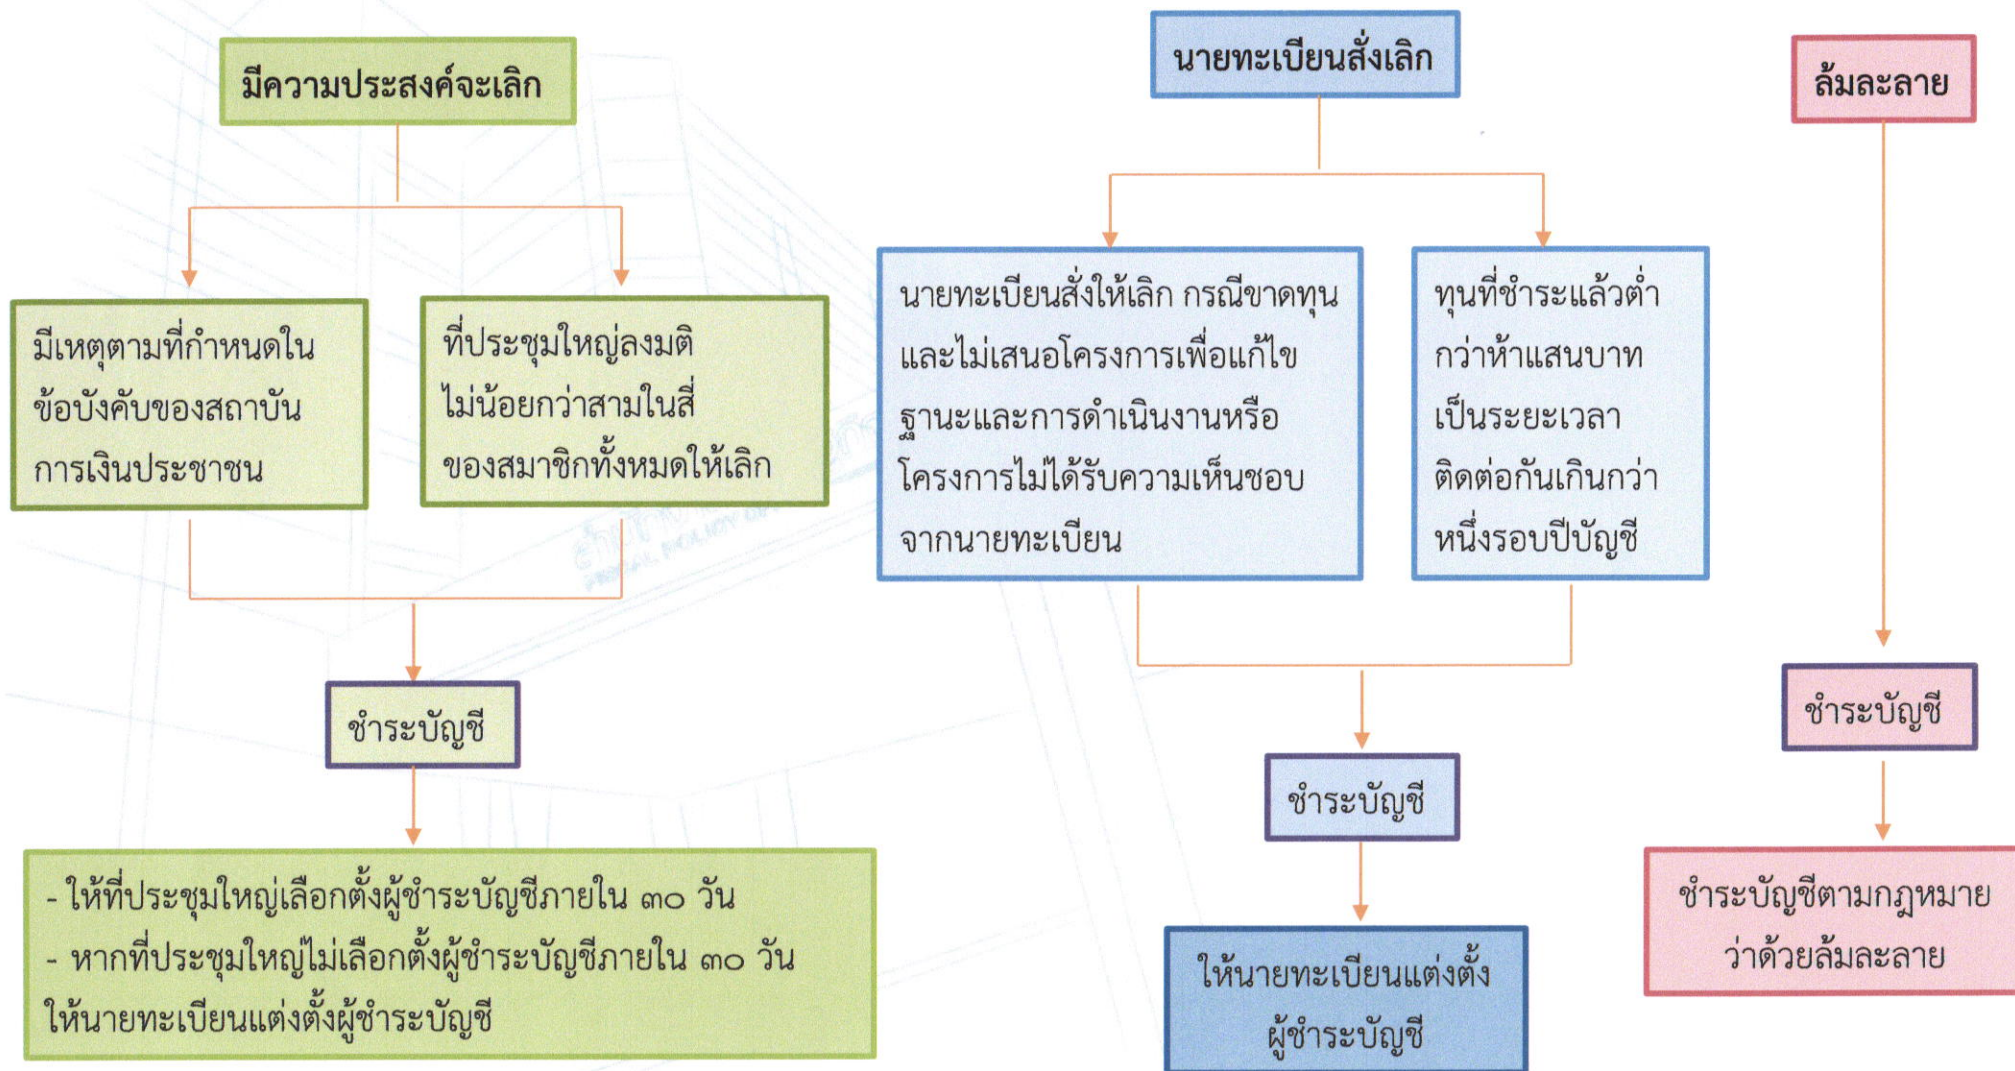 มีความประสงค์จะเลิก
นายทะเบียนสั่งเลิก
ล้มละลาย
มีเหตุตามที่กำหนดใน
ข้อบังคับของสถาบัน
การเงินประชาชน
ที่ประชุมใหญ่ลงมติ
ไม่น้อยกว่าสามในสี่
ของสมาชิกทั้งหมดให้เลิก
นายทะเบียนสั่งให้เลิก กรณีขาดทุน
และไม่เสนอโครงการเพื่อแก้ไข
ฐานะและการดำเนินงานหรือ
โครงการไม่ได้รับความเห็นชอบ
จากนายทะเบียน
ทุนที่ชำระแล้วต่ำ
กว่าห้าแสนบาท
เป็นระยะเวลา
ติดต่อกันเกินกว่า
หนึ่งรอบปีบัญชี
ชำระบัญชี
ชำระบัญชี
ชำระบัญชี
- ให้ที่ประชุมใหญ่เลือกตั้งผู้ชำระบัญชีภายใน ๓๐ วัน
- หากที่ประชุมใหญ่ไม่เลือกตั้งผู้ชำระบัญชีภายใน ๓๐ วัน
ให้นายทะเบียนแต่งตั้งผู้ชำระบัญชี
ให้นายทะเบียนแต่งตั้ง
ผู้ชำระบัญชี
ชำระบัญชีตามกฎหมาย
ว่าด้วยล้มละลาย